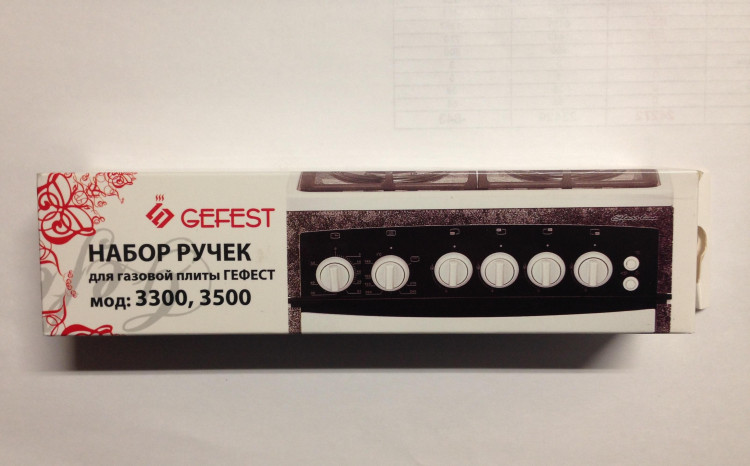 GEFEST
НАБОР РУЧЕК
для газовой плиты ГЕФЕСТ
мод: 3300, 3500